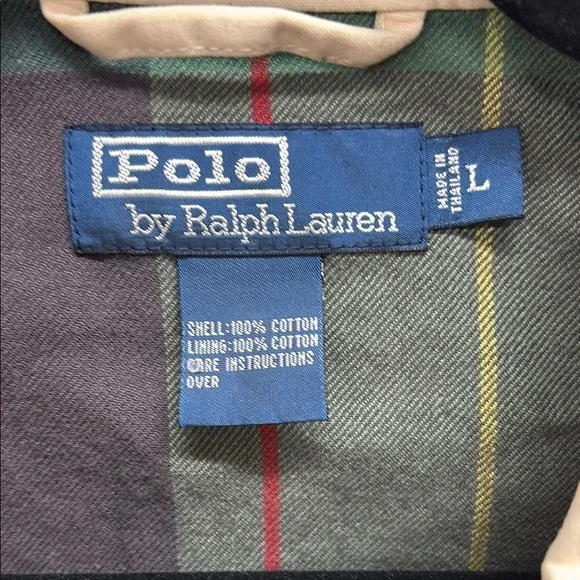 Polo
by Ralph Lauren
MADE IN
THAILAND
L
SHELL:100% COTTON
LINING:100% COTTON
CARE INSTRUCTIONS
OVER